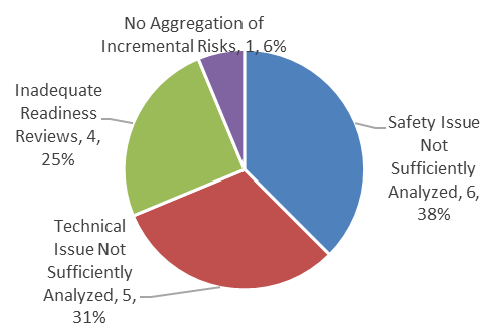 No Aggregation of
Incremental Risks, 1, 6%
Safety Issue
Not
Sufficiently
Analyzed, 6,
38%
Technical
Issue Not
Sufficiently
Analyzed, 5,
31%
Inadequate
Readiness
Reviews, 4,
25%